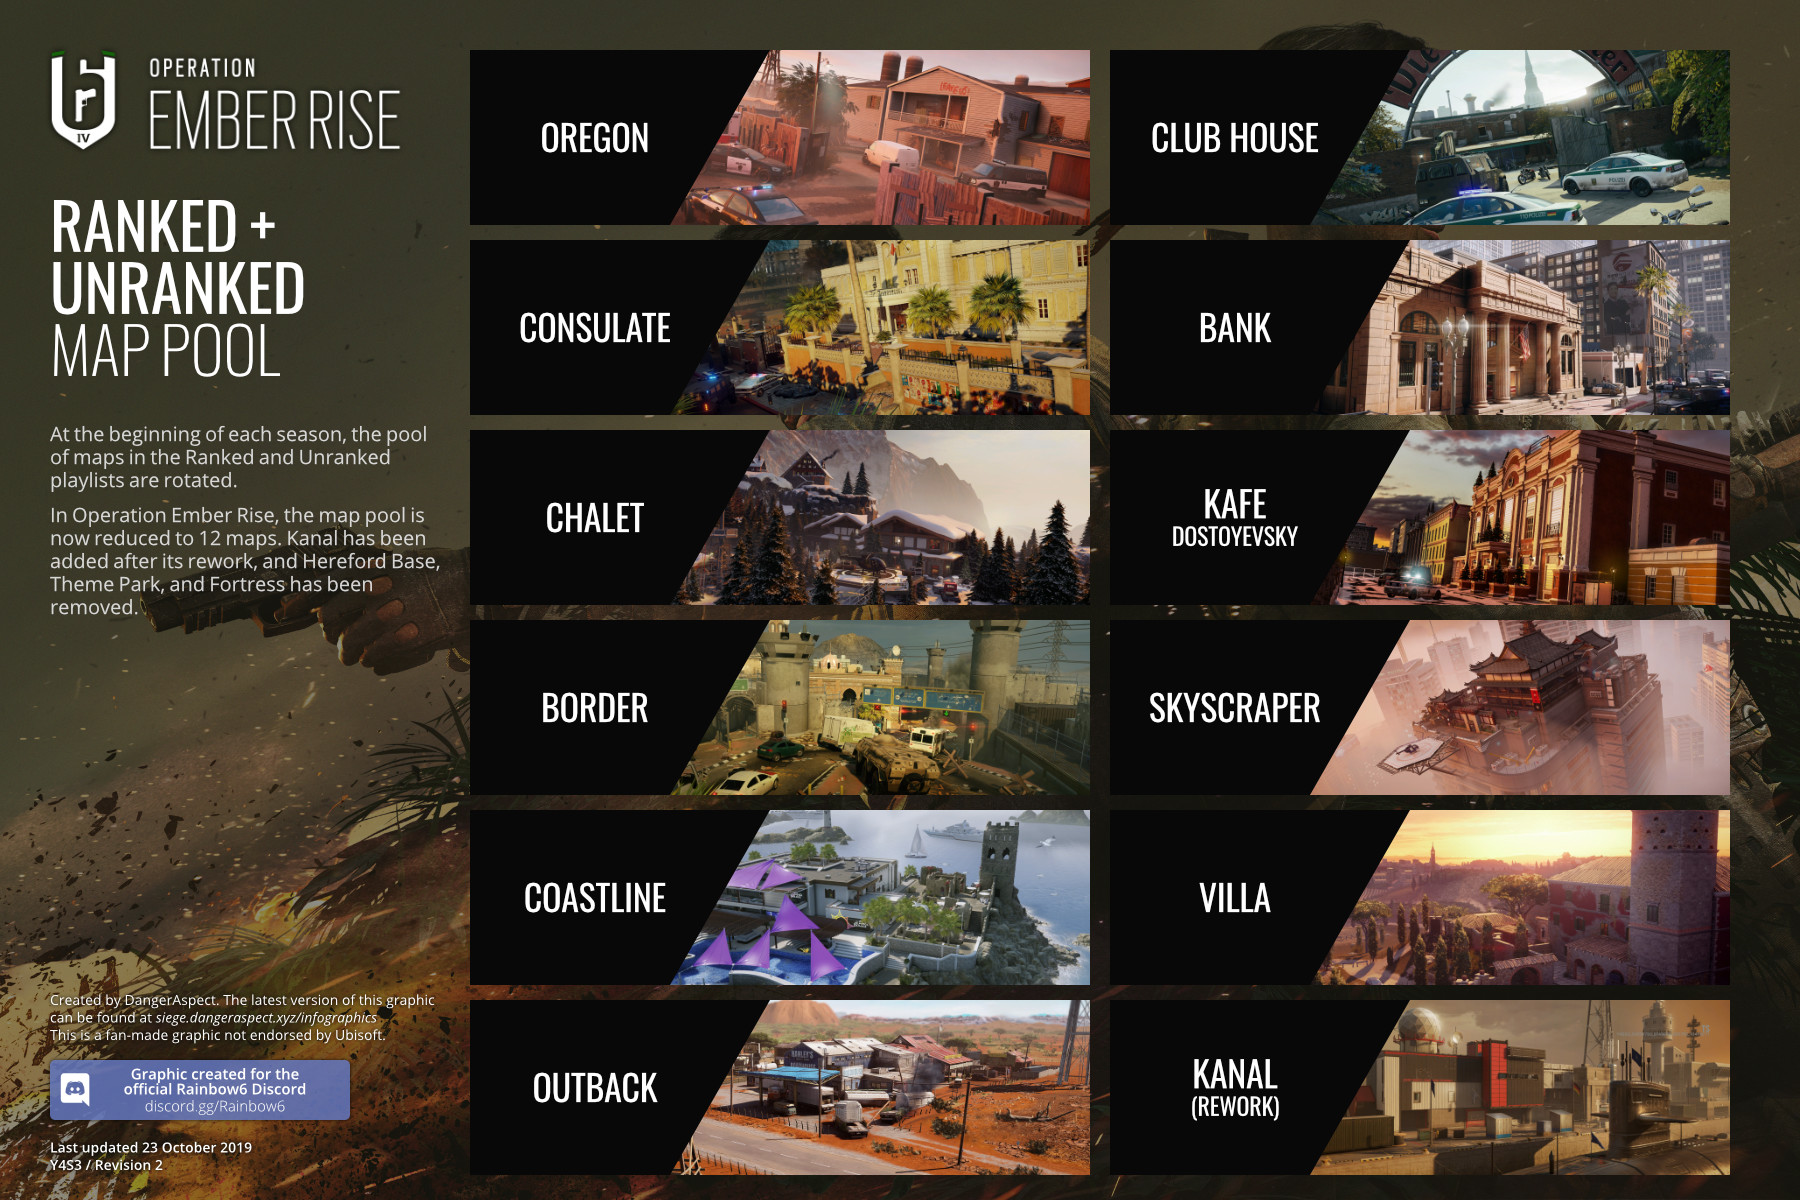 OPERATION
EMBER RISE
IV
RANKED +
UNRANKED
MAP POOL
At the beginning of each season, the pool
of maps in the Ranked and Unranked
playlists are rotated.
In Operation Ember Rise, the map pool is
now reduced to 12 maps. Kanal has been
added after its rework, and Hereford Base,
Theme Park, and Fortress has been
removed.
Created by DangerAspect. The latest version of this graphic
can be found at siege.dangeraspect.xyz/infographics
This is a fan-made graphic not endorsed by Ubisoft.
Graphic created for the
official Rainbow6 Discord
discord.gg/Rainbow6
Last updated 23 October 2019
Y4S3 / Revision 2
OREGON
CLUB HOUSE
CONSULATE
BANK
CHALET
KAFE
DOSTOYEVSKY
BORDER
SKYSCRAPER
COASTLINE
VILLA
OUTBACK
KANAL
(REWORK)